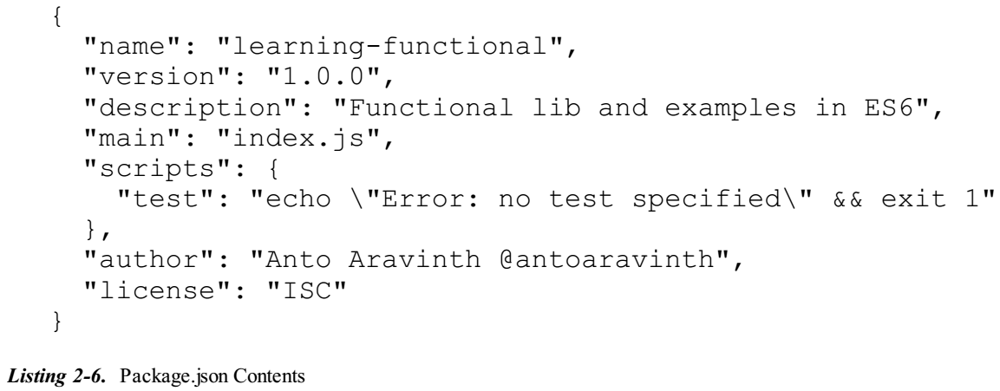 {
"name": "learning-functional",
"version": "1.0.0",
"description": "Functional lib and examples in ES6",
"main": "index.js",
"scripts": {
"test": "echo \"Error: no test specified\" && exit 1"
},
"author": "Anto Aravinth @antoaravinth",
"license": "ISC"
}
Listing 2-6. Package.json Contents